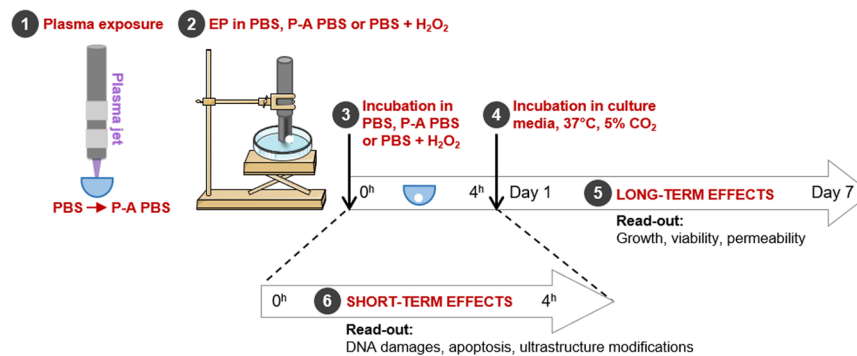 1 Plasma exposure
Plasma jet
PBS → P-A PBS
2 EP in PBS, P-A PBS or PBS + H₂O₂
3 Incubation in
PBS, P-A PBS
or PBS + H₂O₂
4 Incubation in culture
media, 37°C, 5% CO₂
0ʰ 4ʰ Day 1 5 LONG-TERM EFFECTS Day 7
Read-out:
Growth, viability, permeability
0ʰ 6 SHORT-TERM EFFECTS 4ʰ
Read-out:
DNA damages, apoptosis, ultrastructure modifications